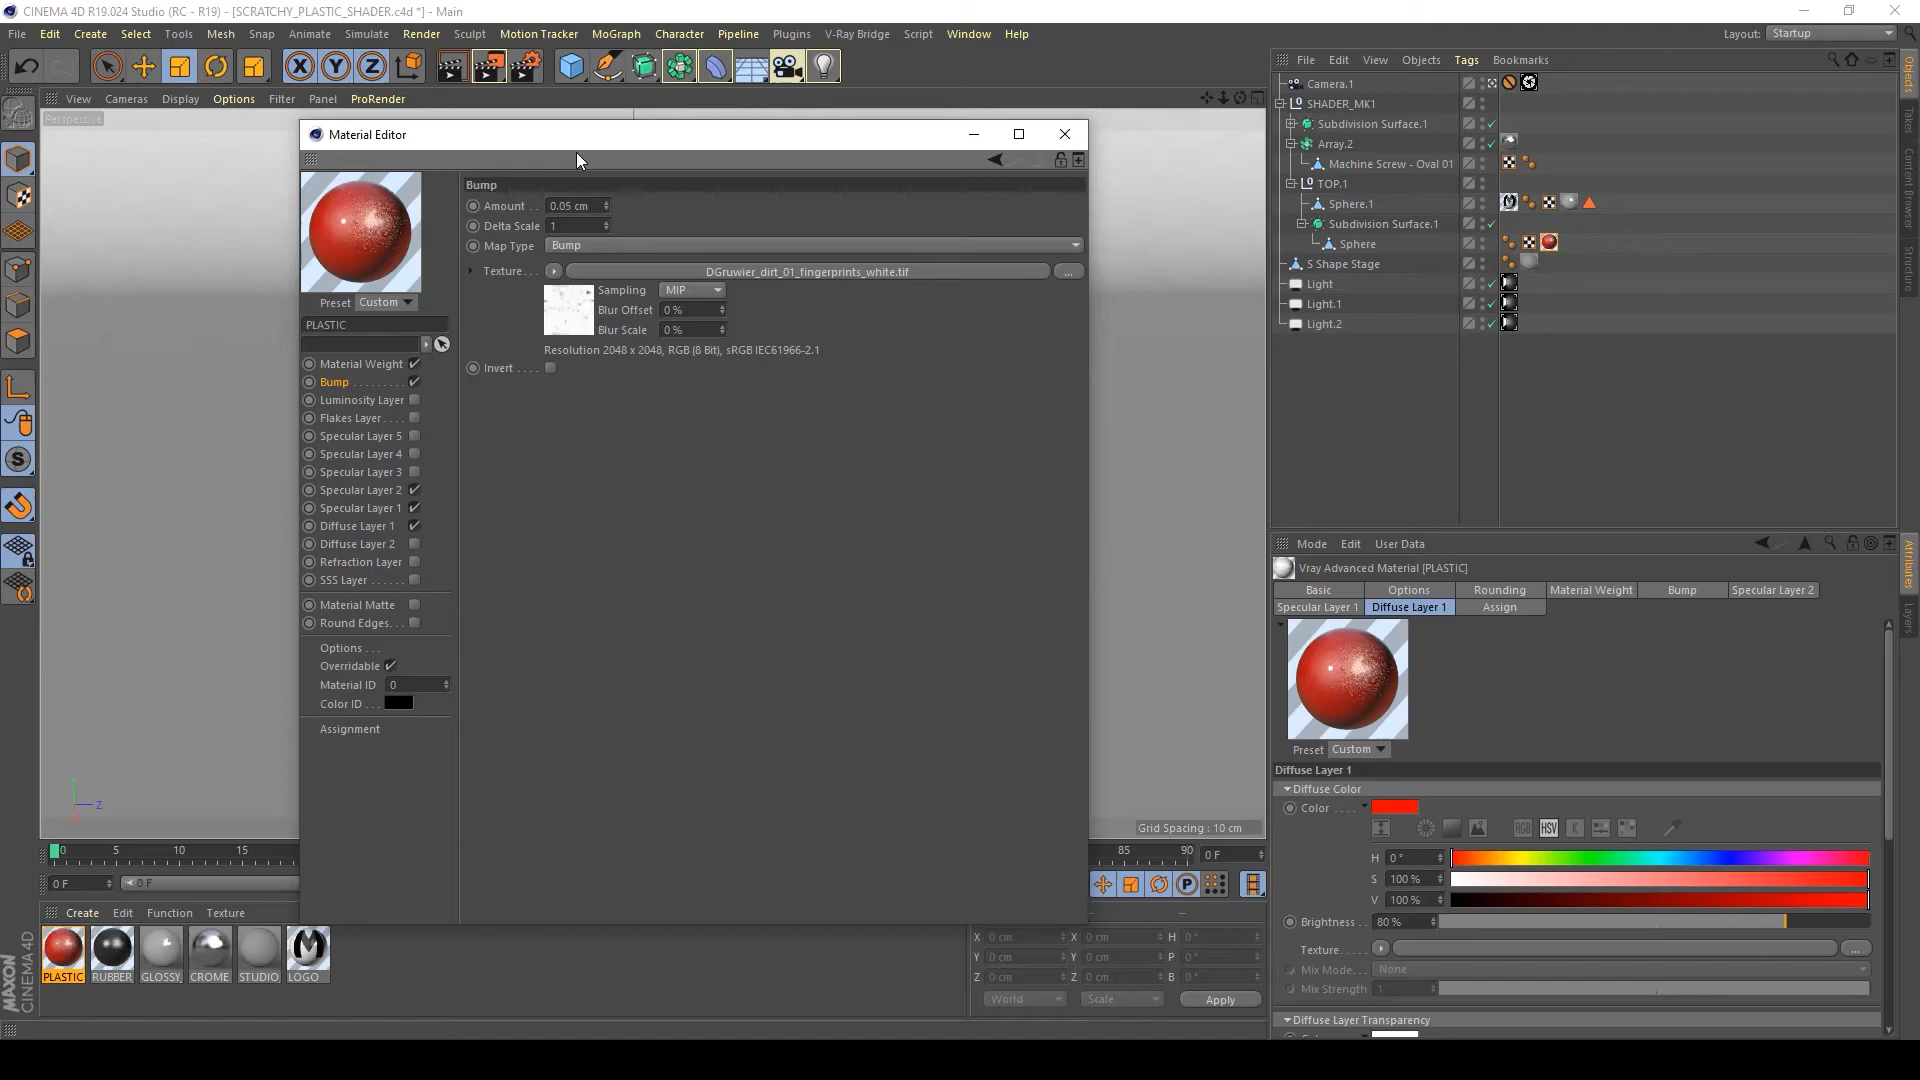 CINEMA 4D R19.024 Studio (RC - R19) - [SCRATCHY_PLASTIC_SHADER.c4d *] - Main
File Edit Create Select Tools Mesh Snap Animate Simulate Render Sculpt Motion Tracker MoGraph Character Pipeline Plugins V-Ray Bridge Script Window Help Layout: Startup
X Y Z
View Cameras Display Options Filter Panel ProRender
Perspective
Material Editor
Bump
Amount . . 0.05 cm
Delta Scale 1
Map Type Bump
Texture. . . DGruwier_dirt_01_fingerprints_white.tif ...
Sampling MIP
Blur Offset 0 %
Blur Scale 0 %
Resolution 2048 x 2048, RGB (8 Bit), sRGB IEC61966-2.1
Invert . . . .
Preset Custom
PLASTIC
Material Weight
Bump . . . . . . . . .
Luminosity Layer
Flakes Layer . . . .
Specular Layer 5
Specular Layer 4
Specular Layer 3
Specular Layer 2
Specular Layer 1
Diffuse Layer 1
Diffuse Layer 2
Refraction Layer
SSS Layer . . . . . .
Material Matte
Round Edges. . .
Options . . .
Overridable
Material ID 0
Color ID . . .
Assignment
Y
Z
Grid Spacing : 10 cm
0 5 10 15 85 90 0 F
0 F 0 F
P
Create Edit Function Texture
PLASTIC RUBBER GLOSSY CROME STUDIO LOGO
MAXON
CINEMA 4D
X 0 cm X 0 cm H 0 °
Y 0 cm Y 0 cm P 0 °
Z 0 cm Z 0 cm B 0 °
World Scale Apply
File Edit View Objects Tags Bookmarks
Camera.1
SHADER_MK1
Subdivision Surface.1
Array.2
Machine Screw - Oval 01
TOP.1
Sphere.1
Subdivision Surface.1
Sphere
S Shape Stage
Light
Light.1
Light.2
Objects
Takes
Content Browser
Structure
Mode Edit User Data
Vray Advanced Material [PLASTIC]
Basic Options Rounding Material Weight Bump Specular Layer 2
Specular Layer 1 Diffuse Layer 1 Assign
Preset Custom
Diffuse Layer 1
Diffuse Color
Color . . . .
RGB HSV K
H 0 °
S 100 %
V 100 %
Brightness . . 80 %
Texture. . . . ...
Mix Mode. . . None
Mix Strength 1
Diffuse Layer Transparency
Attributes
Layers